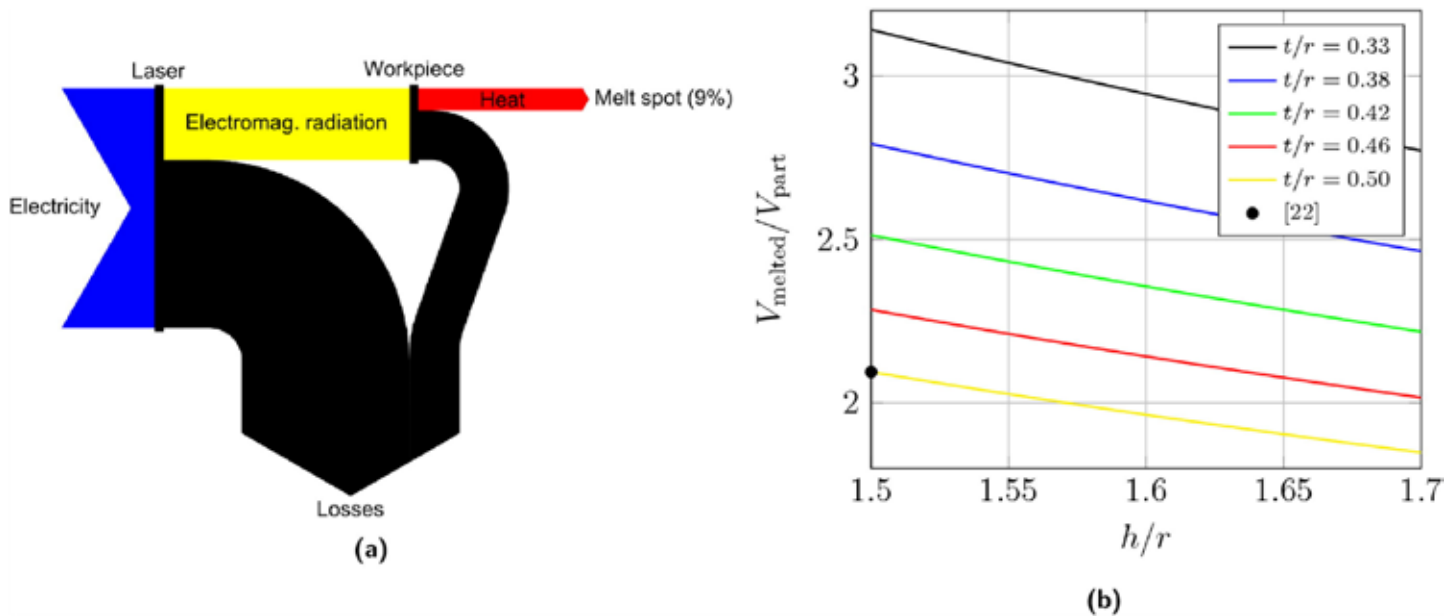 Laser
Workpiece
Heat
Melt spot (9%)
Electromag. radiation
Electricity
Losses
(a)
V_melted/V_part
3
2.5
2
t/r = 0.33
t/r = 0.38
t/r = 0.42
t/r = 0.46
t/r = 0.50
[22]
1.5 1.55 1.6 1.65 1.7
h/r
(b)